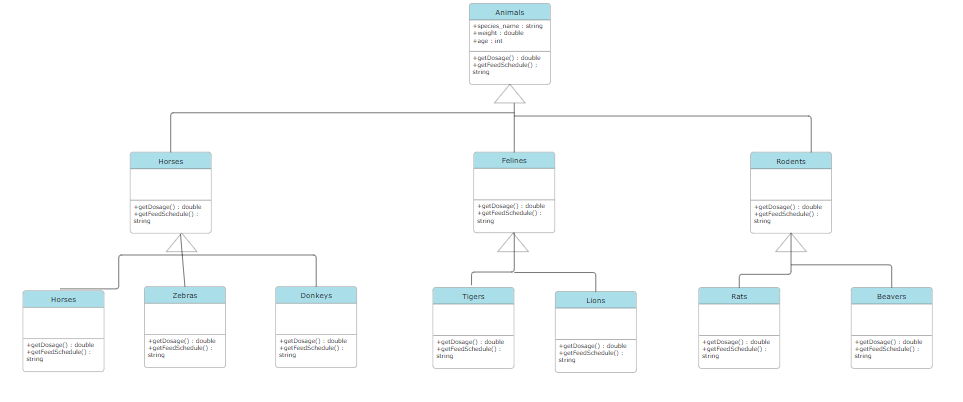 Animals
+species_name : string
+weight : double
+age : int
+getDosage() : double
+getFeedSchedule() :
string
Horses
+getDosage() : double
+getFeedSchedule() :
string
Felines
+getDosage() : double
+getFeedSchedule() :
string
Rodents
+getDosage() : double
+getFeedSchedule() :
string
Horses
+getDosage() : double
+getFeedSchedule() :
string
Zebras
+getDosage() : double
+getFeedSchedule() :
string
Donkeys
+getDosage() : double
+getFeedSchedule() :
string
Tigers
+getDosage() : double
+getFeedSchedule() :
string
Lions
+getDosage() : double
+getFeedSchedule() :
string
Rats
+getDosage() : double
+getFeedSchedule() :
string
Beavers
+getDosage() : double
+getFeedSchedule() :
string